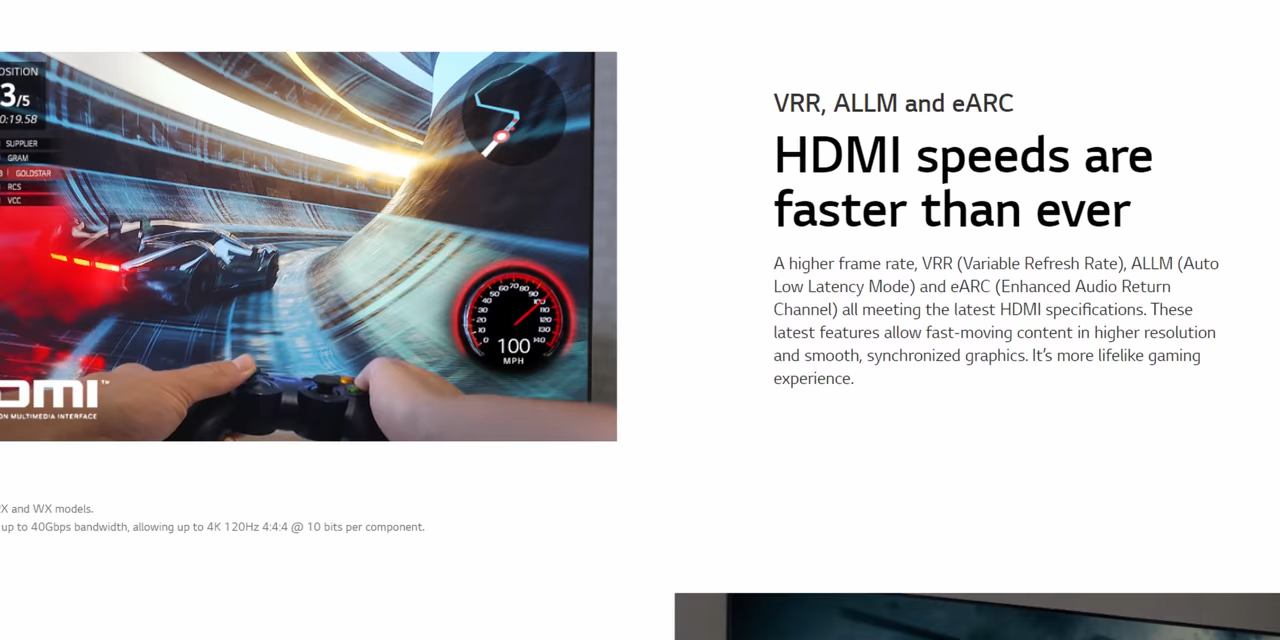 OSITION
3/5
0:19.58
SUPPLIER
GRAM
3 GOLDSTAR
RCS
VCC
0 10 20 30 40 50 60 70 80 90 100 110 120 130 140
100
MPH
omi™
ON MULTIMEDIA INTERFACE
VRR, ALLM and eARC
HDMI speeds are
faster than ever
A higher frame rate, VRR (Variable Refresh Rate), ALLM (Auto
Low Latency Mode) and eARC (Enhanced Audio Return
Channel) all meeting the latest HDMI specifications. These
latest features allow fast-moving content in higher resolution
and smooth, synchronized graphics. It’s more lifelike gaming
experience.
X and WX models.
up to 40Gbps bandwidth, allowing up to 4K 120Hz 4:4:4 @ 10 bits per component.